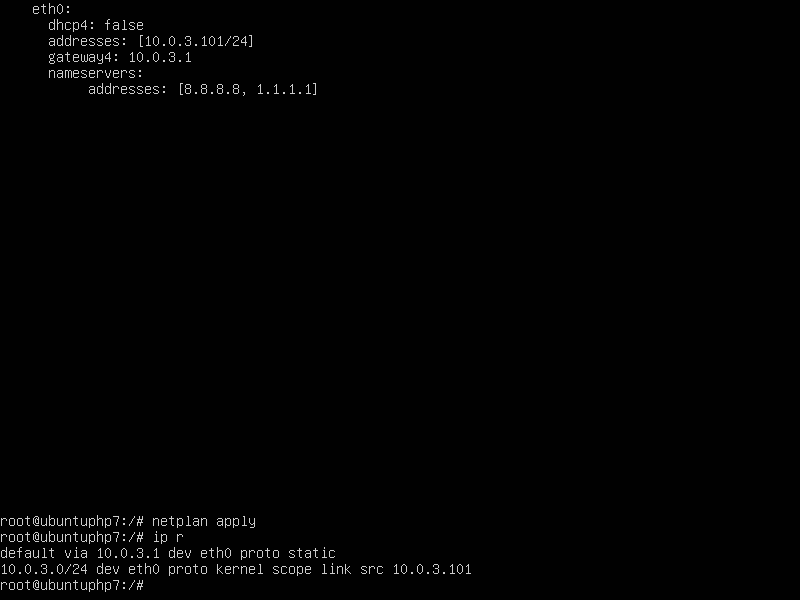 eth0:
dhcp4: false
addresses: [10.0.3.101/24]
gateway4: 10.0.3.1
nameservers:
addresses: [8.8.8.8, 1.1.1.1]
root@ubuntuphp7:/# netplan apply
root@ubuntuphp7:/# ip r
default via 10.0.3.1 dev eth0 proto static
10.0.3.0/24 dev eth0 proto kernel scope link src 10.0.3.101
root@ubuntuphp7:/#